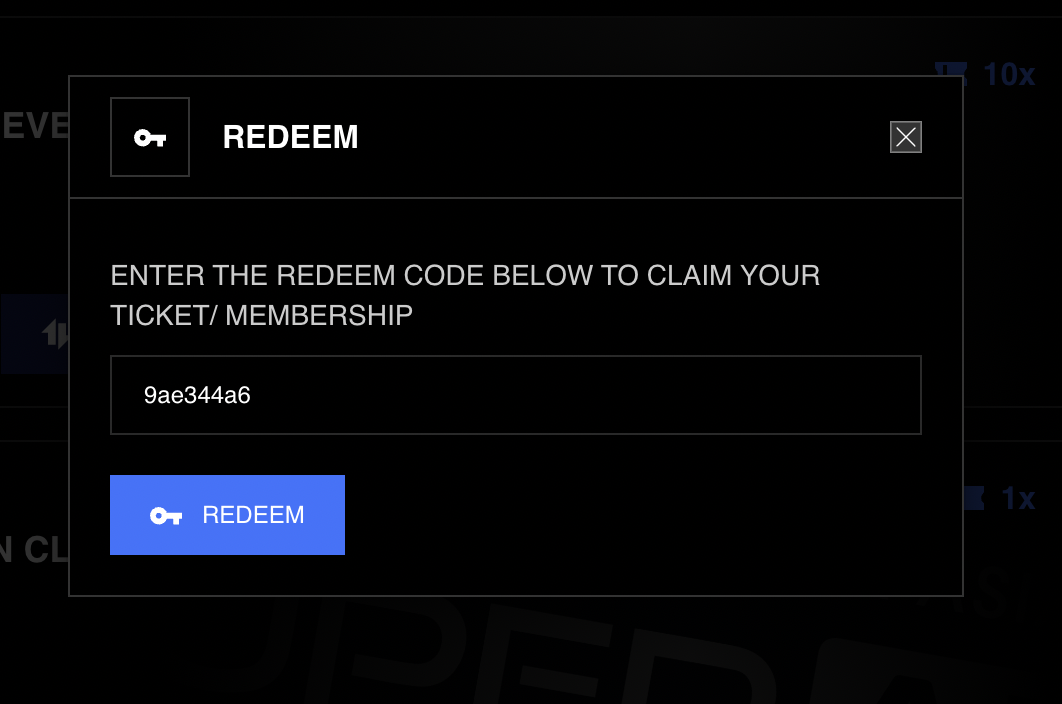 10x
EVE
REDEEM
ENTER THE REDEEM CODE BELOW TO CLAIM YOUR
TICKET/ MEMBERSHIP
9ae344a6
REDEEM
1x
N CL